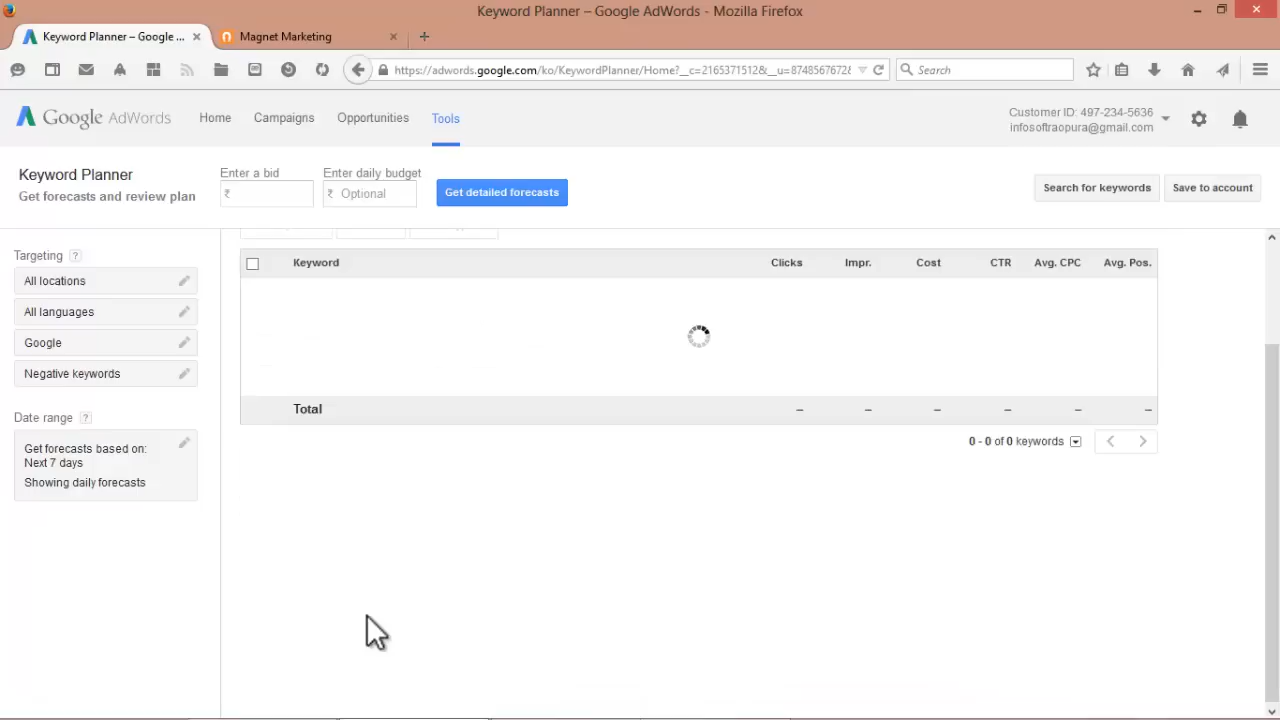 Keyword Planner – Google AdWords - Mozilla Firefox
Keyword Planner – Google ...
Magnet Marketing
https://adwords.google.com/ko/KeywordPlanner/Home?__c=2165371512&__u=8748567672&
Search
Google AdWords
Home
Campaigns
Opportunities
Tools
Customer ID: 497-234-5636
infosoftraopura@gmail.com
Keyword Planner
Get forecasts and review plan
Enter a bid
₹
Enter daily budget
₹ Optional
Get detailed forecasts
Search for keywords
Save to account
Targeting ?
All locations
All languages
Google
Negative keywords
Date range ?
Get forecasts based on:
Next 7 days
Showing daily forecasts
Keyword Clicks Impr. Cost CTR Avg. CPC Avg. Pos.
Total – – – – – –
0 - 0 of 0 keywords